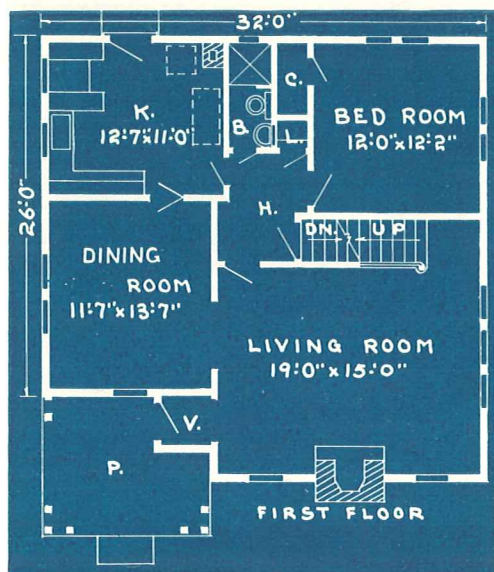 32'0"
26'0"
K.
12'-7"x11'-0"
B.
C.
L.
BED ROOM
12'0"x12'-2"
H.
DN. UP
DINING
ROOM
11'-7"x13'-7"
LIVING ROOM
19'0"x15'-0"
V.
P.
FIRST FLOOR